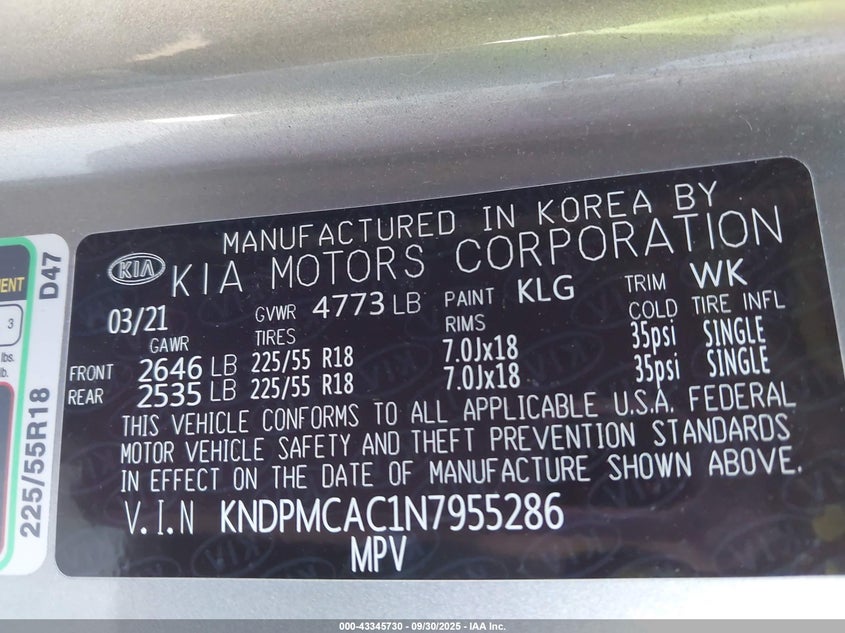 MANUFACTURED IN KOREA BY
KIA KIA MOTORS CORPORATION
03/21 GVWR 4773 LB PAINT KLG TRIM WK
GAWR TIRES RIMS COLD TIRE INFL
FRONT 2646 LB 225/55 R18 7.0Jx18 35psi SINGLE
REAR 2535 LB 225/55 R18 7.0Jx18 35psi SINGLE
THIS VEHICLE CONFORMS TO ALL APPLICABLE U.S.A. FEDERAL
MOTOR VEHICLE SAFETY AND THEFT PREVENTION STANDARDS
IN EFFECT ON THE DATE OF MANUFACTURE SHOWN ABOVE.
V.I.N KNDPMCAC1N7955286
MPV
225/55R18 D47
3
lbs.
000-43345730 - 09/30/2025 - IAA Inc.